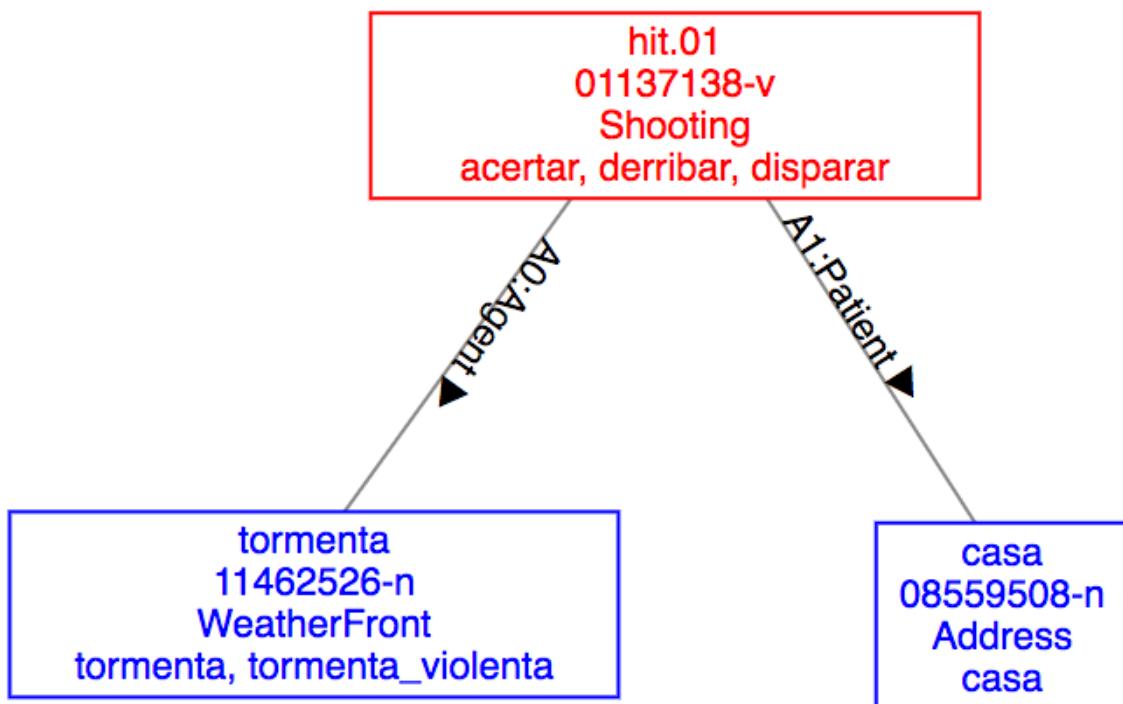 hit.01
01137138-v
Shooting
acertar, derribar, disparar
A0:Agent
A1:Patient
tormenta
11462526-n
WeatherFront
tormenta, tormenta_violenta
casa
08559508-n
Address
casa